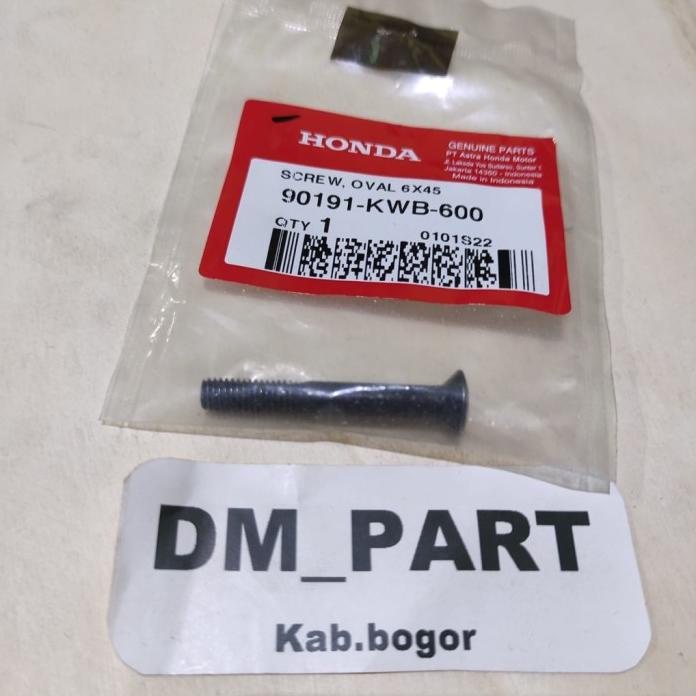 HONDA
GENUINE PARTS
PT Astra Honda Motor
Jl. Laksda Yos Sudarso, Sunter 1
Jakarta 14350 - Indonesia
Made in Indonesia
SCREW, OVAL 6X45
90191-KWB-600
QTY 1
0101S22
DM_PART
Kab.bogor